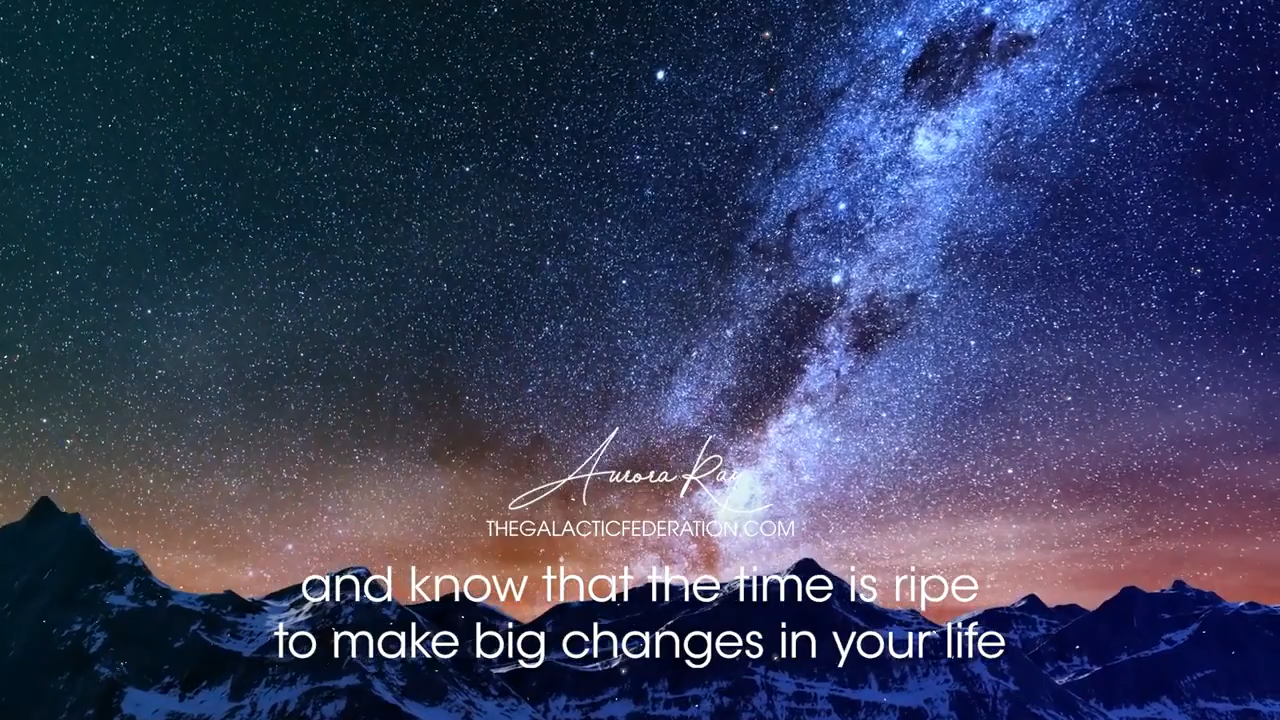 Aurora Ray
THEGALACTICFEDERATION.COM
and know that the time is ripe
to make big changes in your life